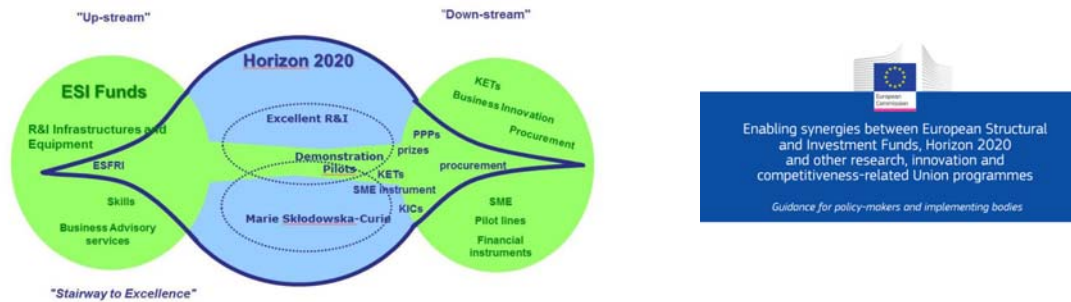 "Up-stream"
"Down-stream"
Horizon 2020
ESI Funds
R&I Infrastructures and
Equipment
ESFRI
Skills
Business Advisory
services
Excellent R&I
Demonstration
Pilots
Marie Skłodowska-Curie
PPPs
prizes
KETs
SME instrument
KICs
procurement
KETs
Business Innovation
Procurement
SME
Pilot lines
Financial
instruments
"Stairway to Excellence"
European
Commission
Enabling synergies between European Structural
and Investment Funds, Horizon 2020
and other research, innovation and
competitiveness-related Union programmes
Guidance for policy-makers and implementing bodies